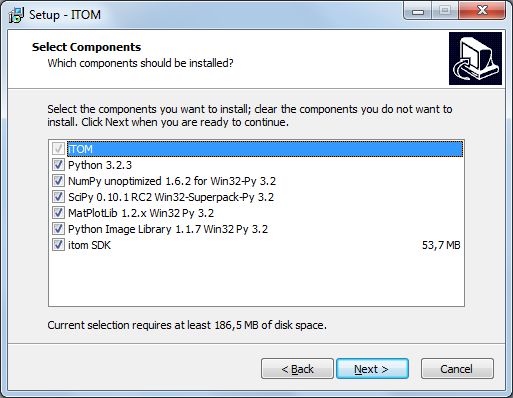 Setup - ITOM
Select Components
Which components should be installed?
Select the components you want to install; clear the components you do not want to
install. Click Next when you are ready to continue.
ITOM
Python 3.2.3
NumPy unoptimized 1.6.2 for Win32-Py 3.2
SciPy 0.10.1 RC2 Win32-Superpack-Py 3.2
MatPlotLib 1.2.x Win32 Py 3.2
Python Image Library 1.1.7 Win32 Py 3.2
itom SDK 53,7 MB
Current selection requires at least 186,5 MB of disk space.
< Back Next > Cancel